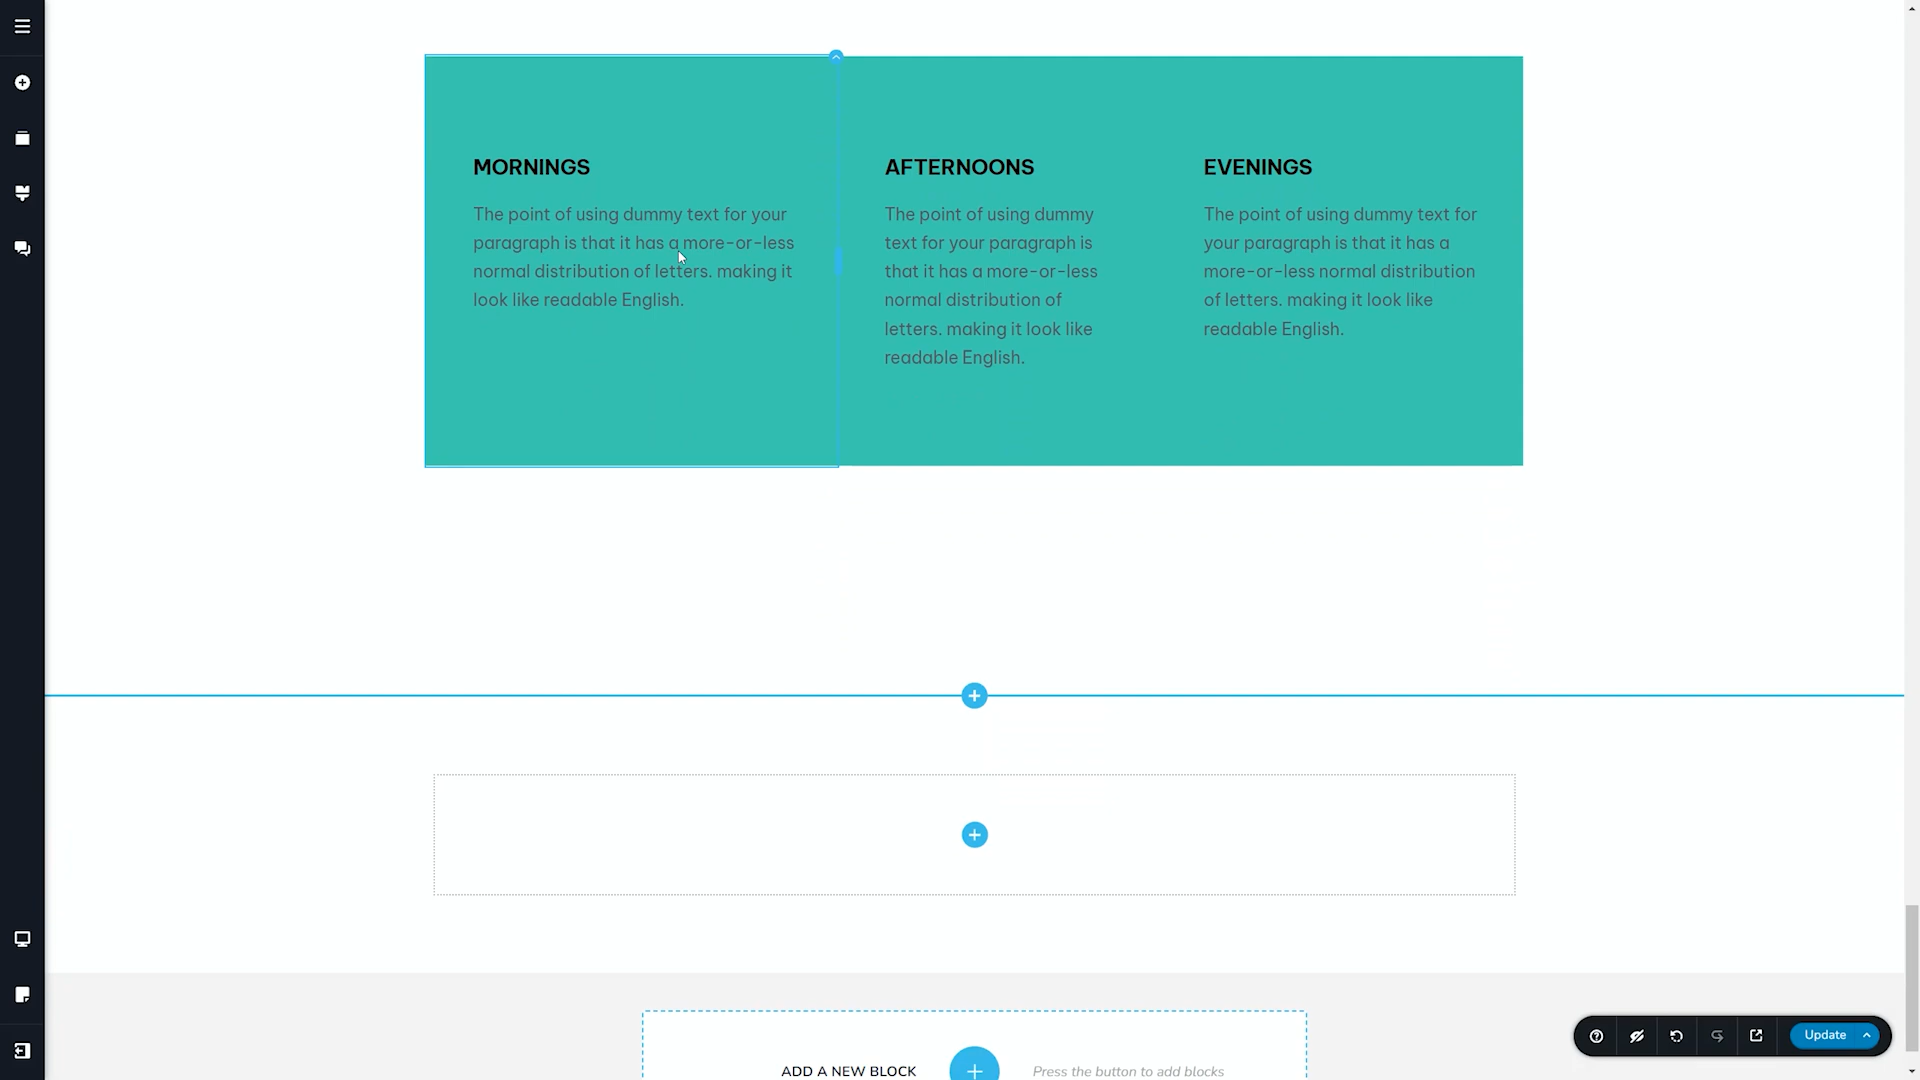 MORNINGS
The point of using dummy text for your
paragraph is that it has a more-or-less
normal distribution of letters. making it
look like readable English.
AFTERNOONS
The point of using dummy
text for your paragraph is
that it has a more-or-less
normal distribution of
letters. making it look like
readable English.
EVENINGS
The point of using dummy text for
your paragraph is that it has a
more-or-less normal distribution
of letters. making it look like
readable English.
Update
ADD A NEW BLOCK
Press the button to add blocks